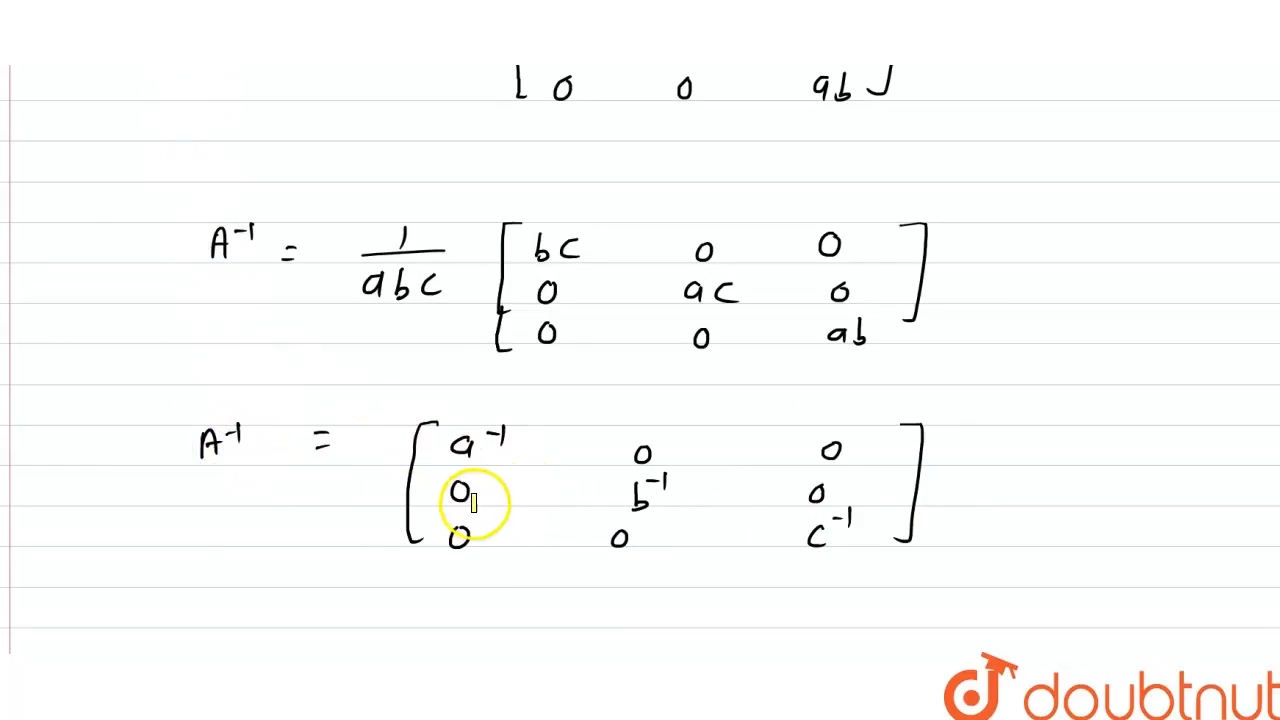 [ 0 0 ab ]
A⁻¹ = 1/abc [ bc 0 0
0 ac 0
0 0 ab ]
A⁻¹ = [ a⁻¹ 0 0
0 b⁻¹ 0
0 0 c⁻¹ ]
doubtnut